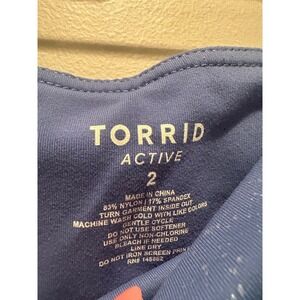 TORRID
ACTIVE
2
MADE IN CHINA
83% NYLON | 17% SPANDEX
TURN GARMENT INSIDE OUT
MACHINE WASH COLD WITH LIKE COLORS
GENTLE CYCLE
DO NOT USE SOFTENER
USE ONLY NON-CHLORINE
BLEACH IF NEEDED
LINE DRY
DO NOT IRON SCREEN PRINT
RN#